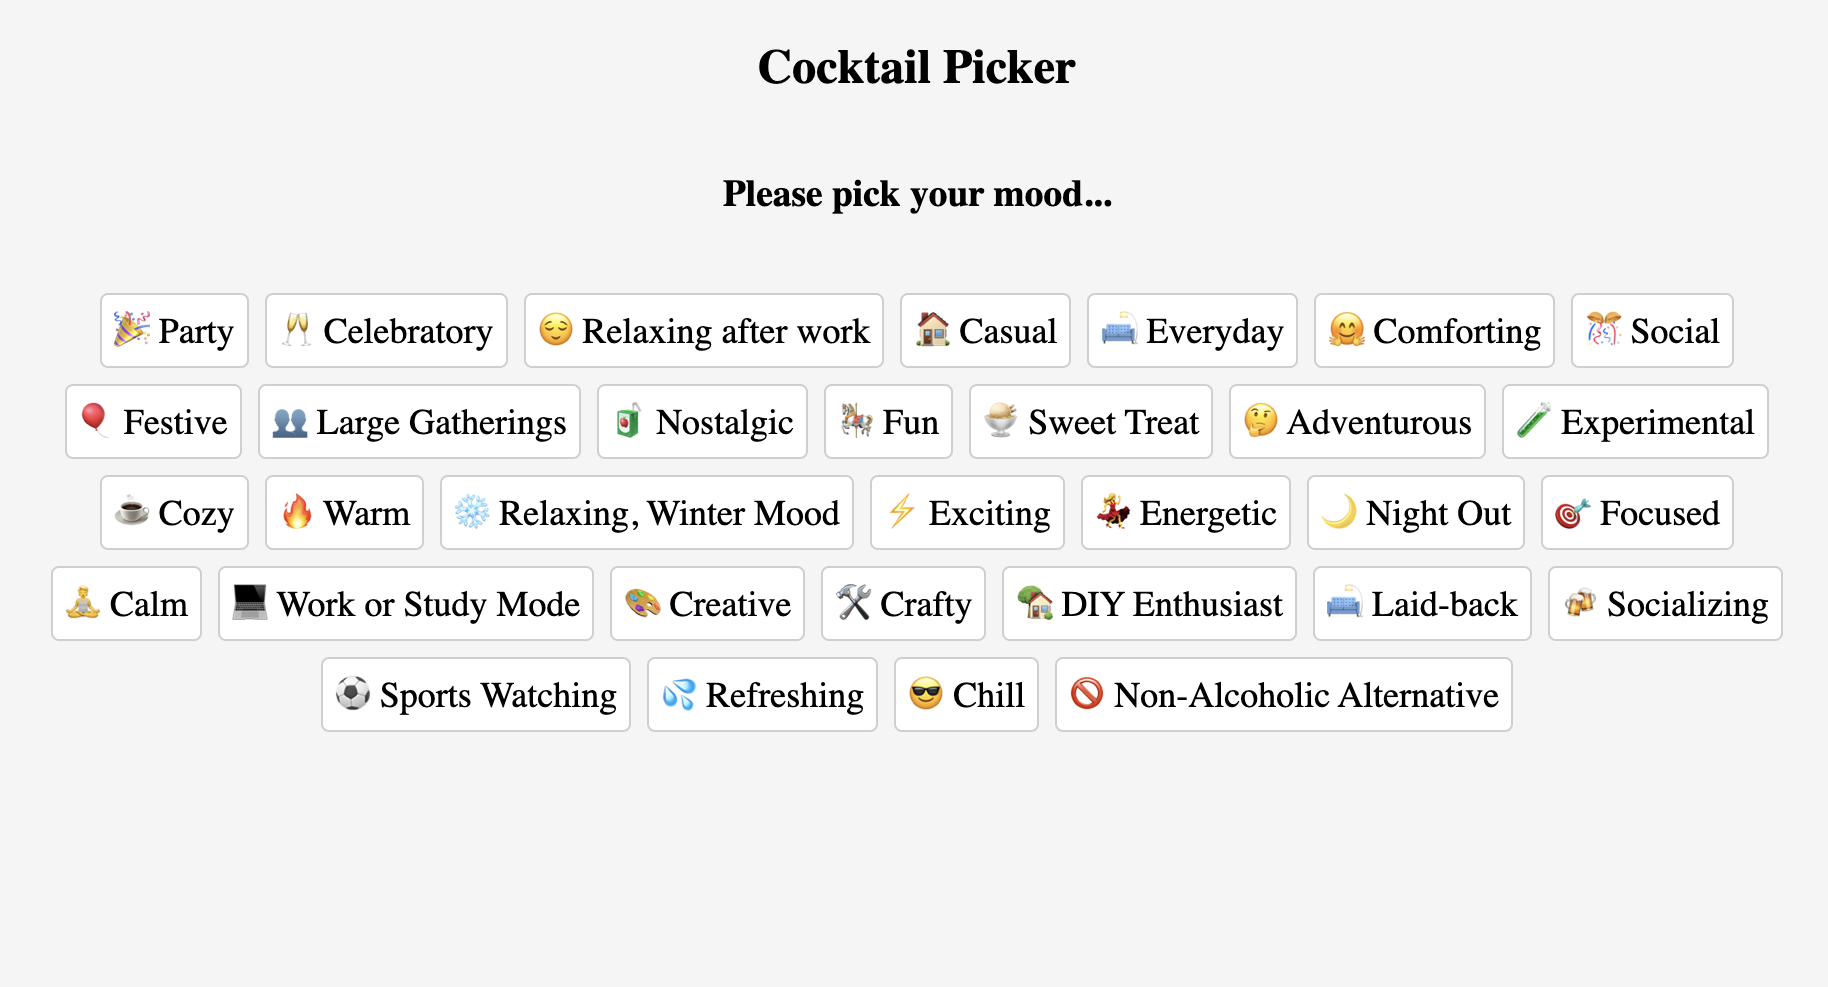 Cocktail Picker
Please pick your mood...
🎉 Party 🥂 Celebratory 😌 Relaxing after work 🏠 Casual 🛋️ Everyday 🤗 Comforting 🎊 Social
🎈 Festive 👥 Large Gatherings 🧃 Nostalgic 🎠 Fun 🍨 Sweet Treat 🤔 Adventurous 🧪 Experimental
☕ Cozy 🔥 Warm ❄️ Relaxing, Winter Mood ⚡ Exciting 💃 Energetic 🌙 Night Out 🎯 Focused
🧘 Calm 💻 Work or Study Mode 🎨 Creative 🛠️ Crafty 🏡 DIY Enthusiast 🛋️ Laid-back 🍻 Socializing
⚽ Sports Watching 💦 Refreshing 😎 Chill 🚫 Non-Alcoholic Alternative